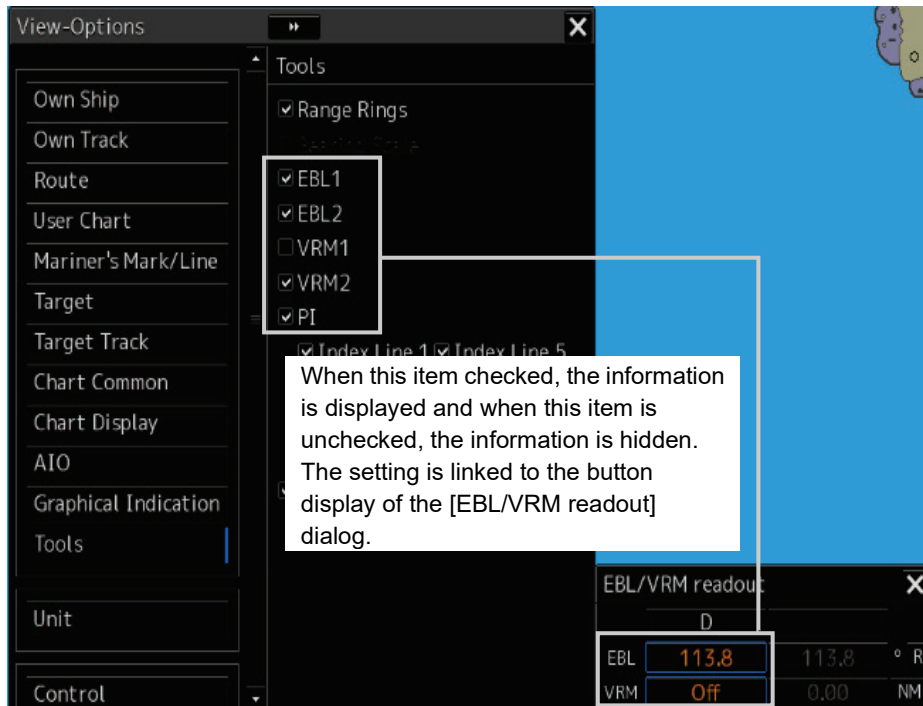 View-Options
Own Ship
Own Track
Route
User Chart
Mariner's Mark/Line
Target
Target Track
Chart Common
Chart Display
AIO
Graphical Indication
Tools
Unit
Control
Tools
Range Rings
Bearing Scale
EBL1
EBL2
VRM1
VRM2
PI
Index Line 1 Index Line 5
When this item checked, the information
is displayed and when this item is
unchecked, the information is hidden.
The setting is linked to the button
display of the [EBL/VRM readout]
dialog.
EBL/VRM readout
D
EBL 113.8 113.8 ° R
VRM Off 0.00 NM